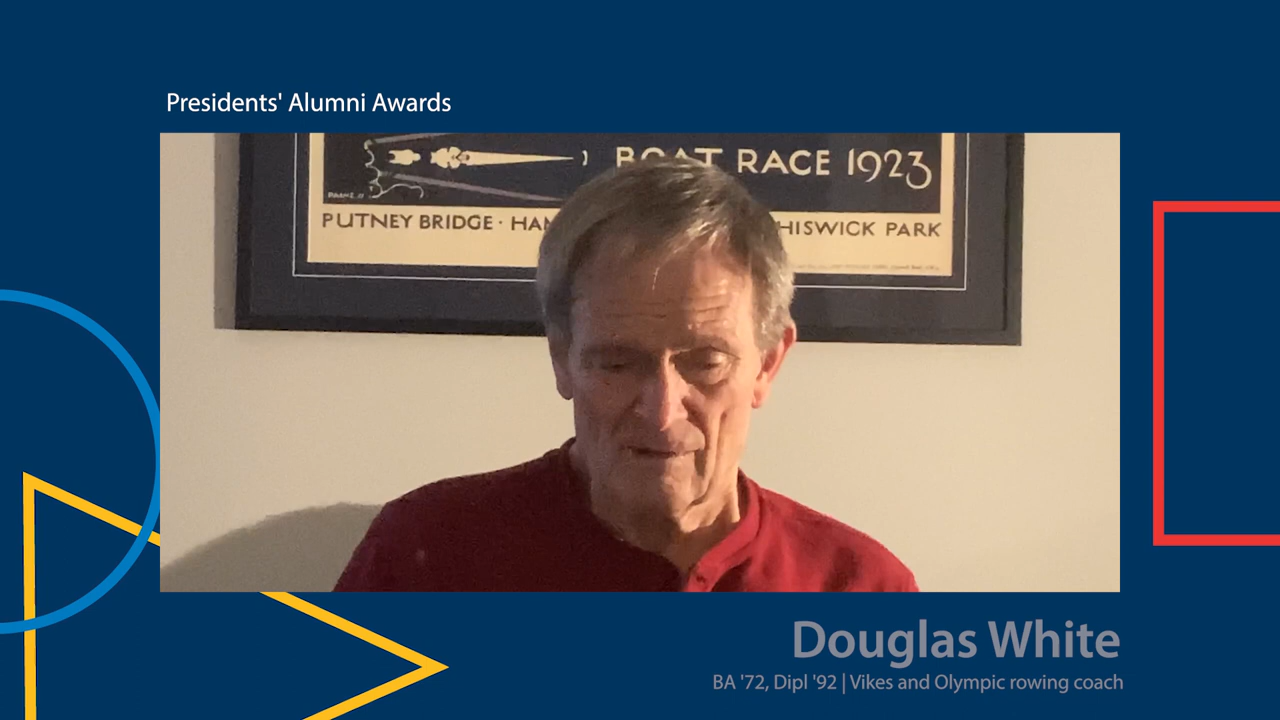 Presidents' Alumni Awards
BOAT RACE 1923
PUTNEY BRIDGE · HAM
HISWICK PARK
Douglas White
BA '72, Dipl '92 | Vikes and Olympic rowing coach